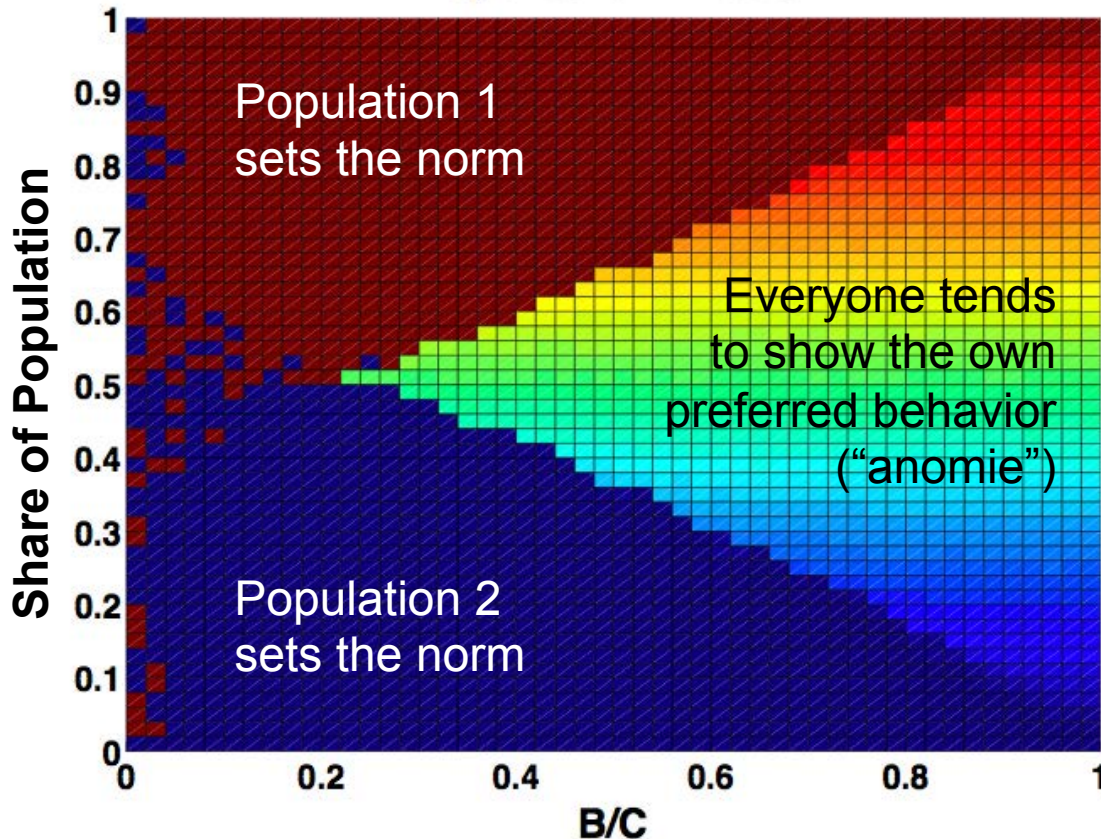 1
0.9
0.8
0.7
0.6
0.5
0.4
0.3
0.2
0.1
0
Share of Population
Population 1
sets the norm
Everyone tends
to show the own
preferred behavior
(“anomie”)
Population 2
sets the norm
0 0.2 0.4 0.6 0.8 1
B/C